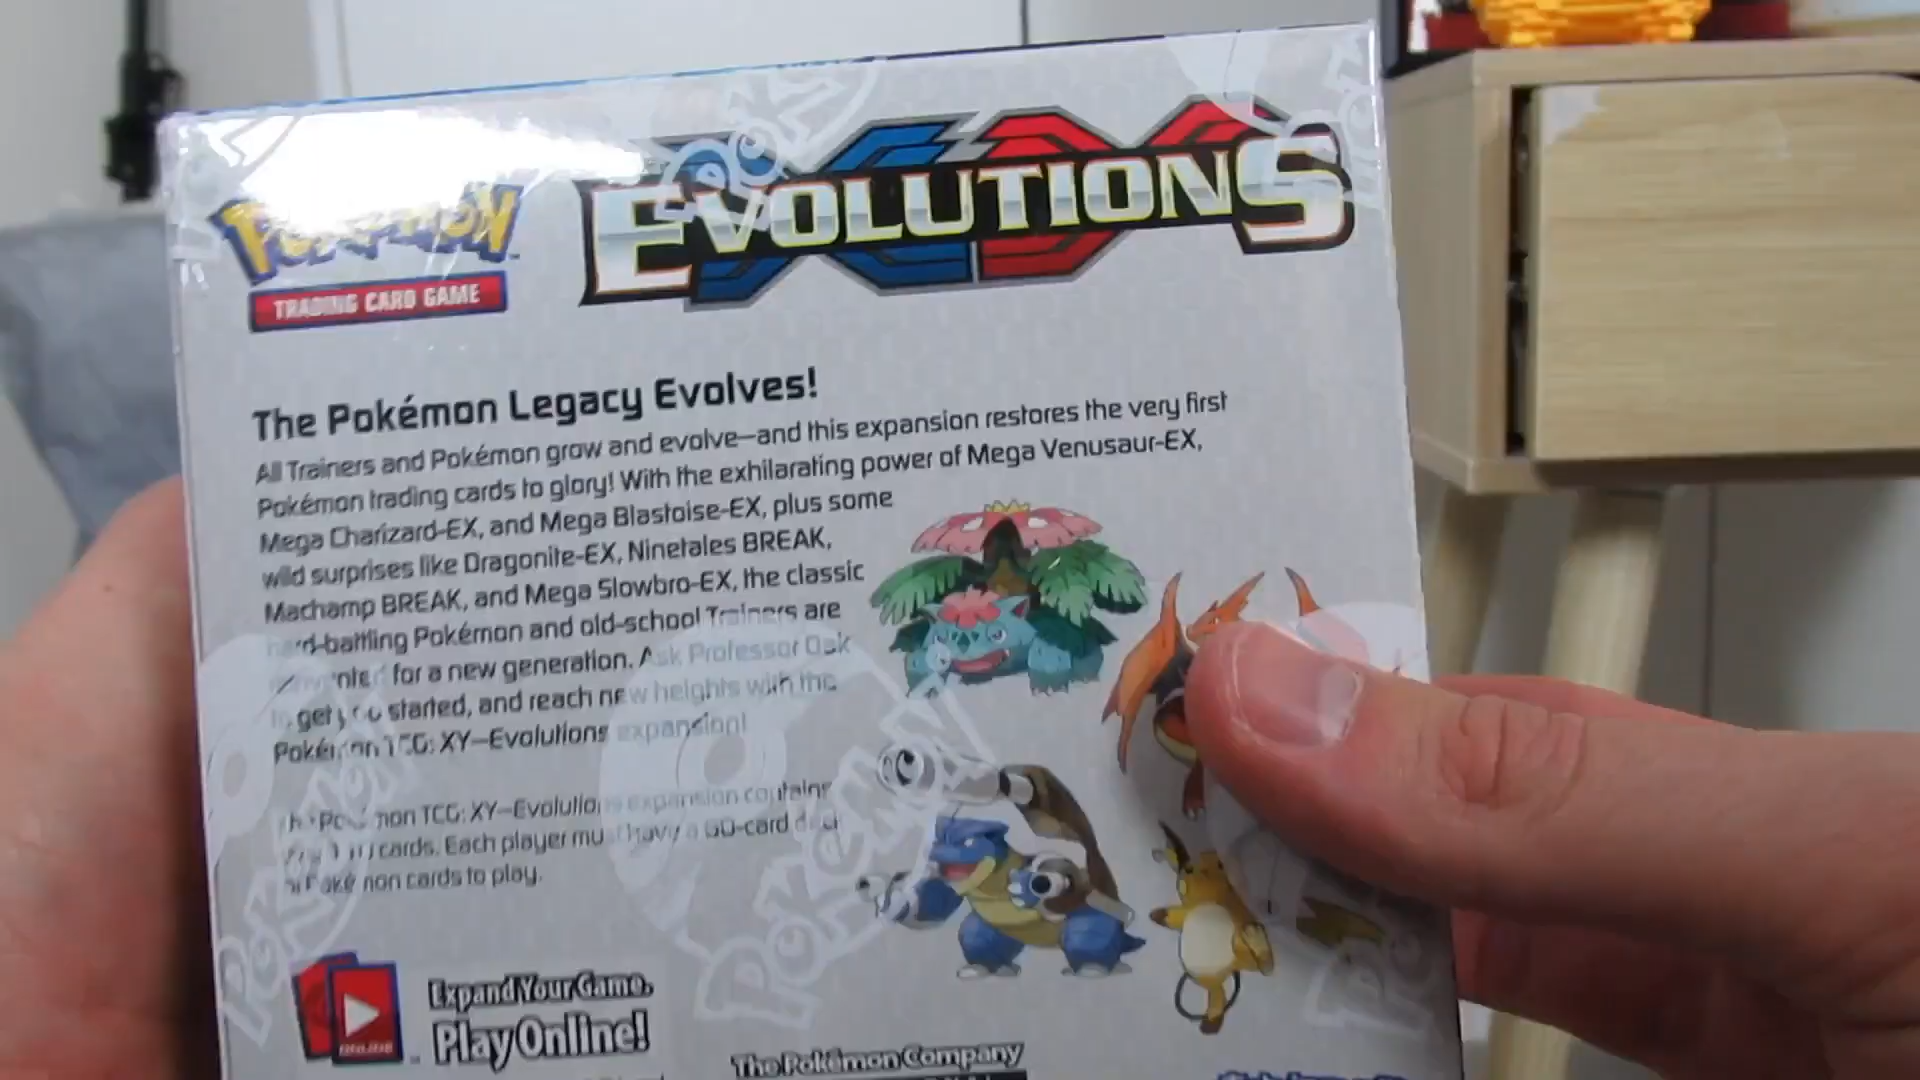 POKÉMON
TRADING CARD GAME
EVOLUTIONS
The Pokémon Legacy Evolves!
All Trainers and Pokémon grow and evolve—and this expansion restores the very first
Pokémon trading cards to glory! With the exhilarating power of Mega Venusaur-EX,
Mega Charizard-EX, and Mega Blastoise-EX, plus some
wild surprises like Dragonite-EX, Ninetales BREAK,
Machamp BREAK, and Mega Slowbro-EX, the classic
hard-battling Pokémon and old-school Trainers are
for a new generation. Ask Professor Oak
to get you started, and reach new heights with the
Pokémon TCG: XY—Evolutions expansion!
The Pokémon TCG: XY—Evolutions expansion contains
cards. Each player must have a 60-card deck
of Pokémon cards to play.
Expand Your Game.
Play Online!
The Pokémon Company